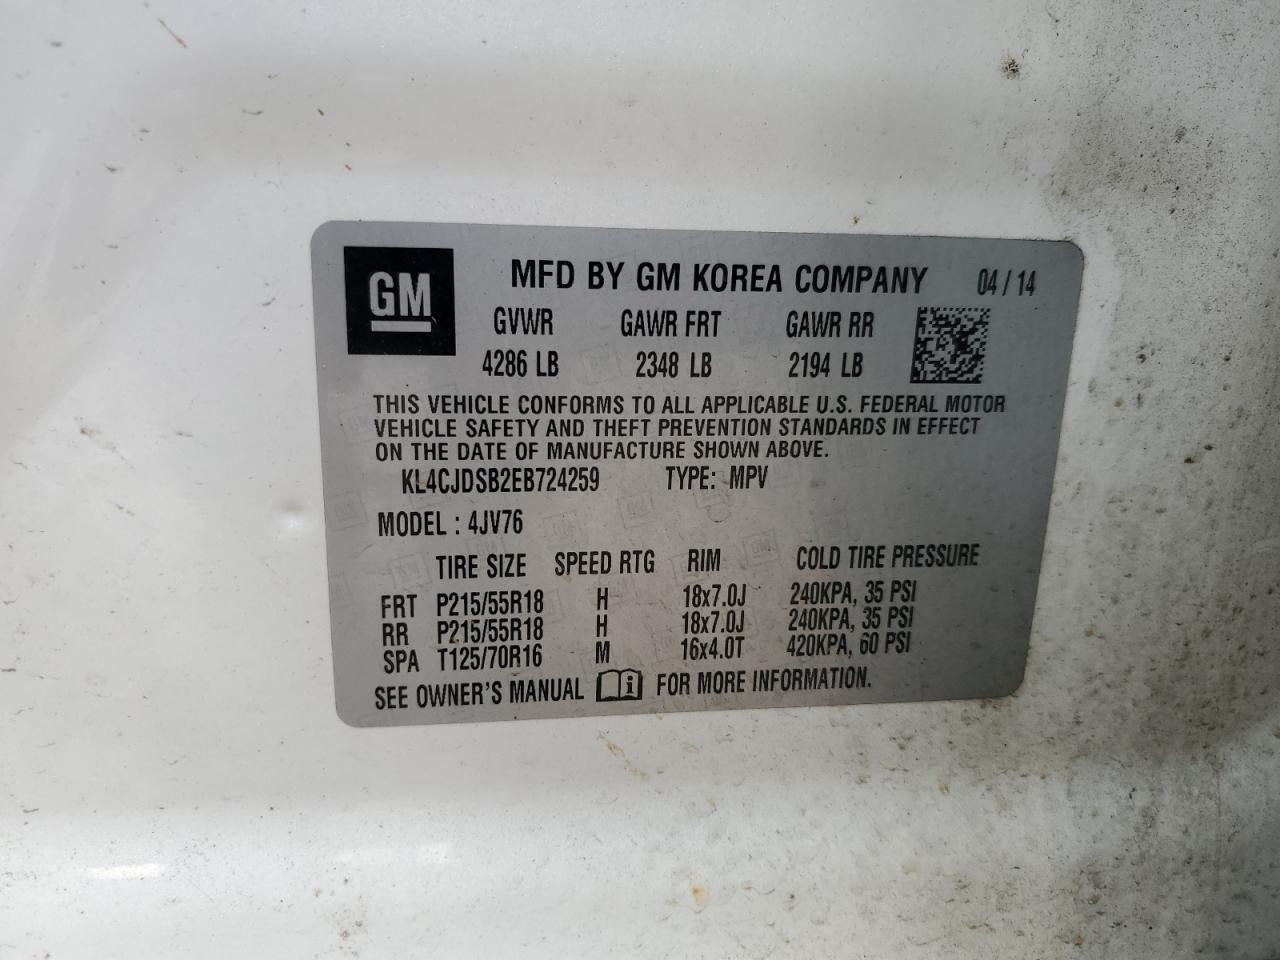 GM
MFD BY GM KOREA COMPANY 04 / 14
GVWR GAWR FRT GAWR RR
4286 LB 2348 LB 2194 LB
THIS VEHICLE CONFORMS TO ALL APPLICABLE U.S. FEDERAL MOTOR
VEHICLE SAFETY AND THEFT PREVENTION STANDARDS IN EFFECT
ON THE DATE OF MANUFACTURE SHOWN ABOVE.
KL4CJDSB2EB724259 TYPE: MPV
MODEL : 4JV76
TIRE SIZE SPEED RTG RIM COLD TIRE PRESSURE
FRT P215/55R18 H 18x7.0J 240KPA, 35 PSI
RR P215/55R18 H 18x7.0J 240KPA, 35 PSI
SPA T125/70R16 M 16x4.0T 420KPA, 60 PSI
SEE OWNER'S MANUAL i FOR MORE INFORMATION.